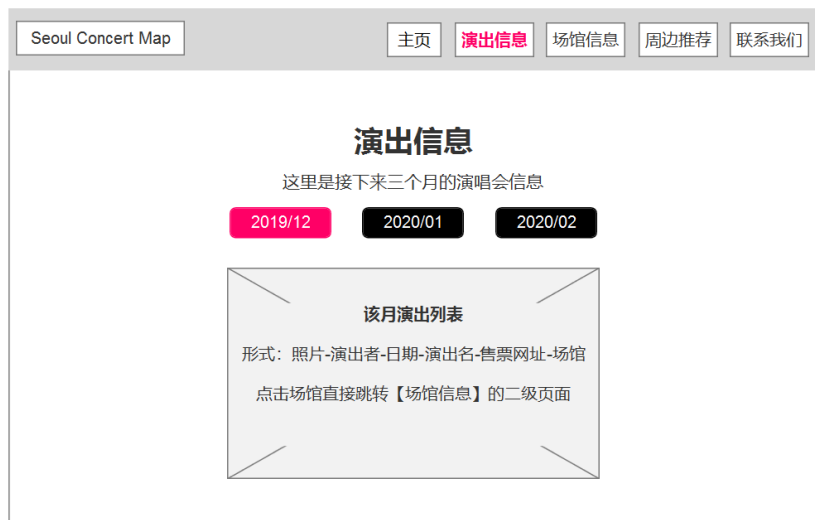 Seoul Concert Map
主页
演出信息
场馆信息
周边推荐
联系我们
演出信息
这里是接下来三个月的演唱会信息
2019/12
2020/01
2020/02
该月演出列表
形式：照片-演出者-日期-演出名-售票网址-场馆
点击场馆直接跳转【场馆信息】的二级页面